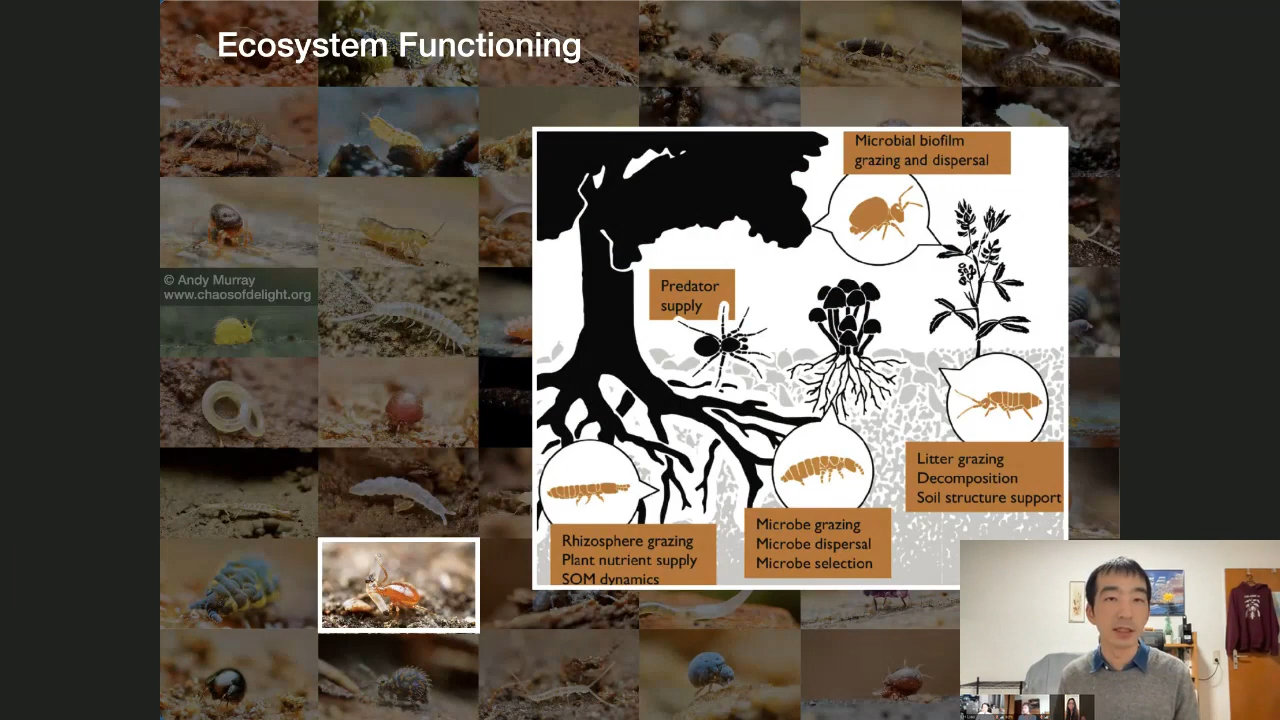 Ecosystem Functioning
Microbial biofilm
grazing and dispersal
© Andy Murray
www.chaosofdelight.org
Predator
supply
Litter grazing
Decomposition
Soil structure support
Microbe grazing
Microbe dispersal
Microbe selection
Rhizosphere grazing
Plant nutrient supply
SOM dynamics